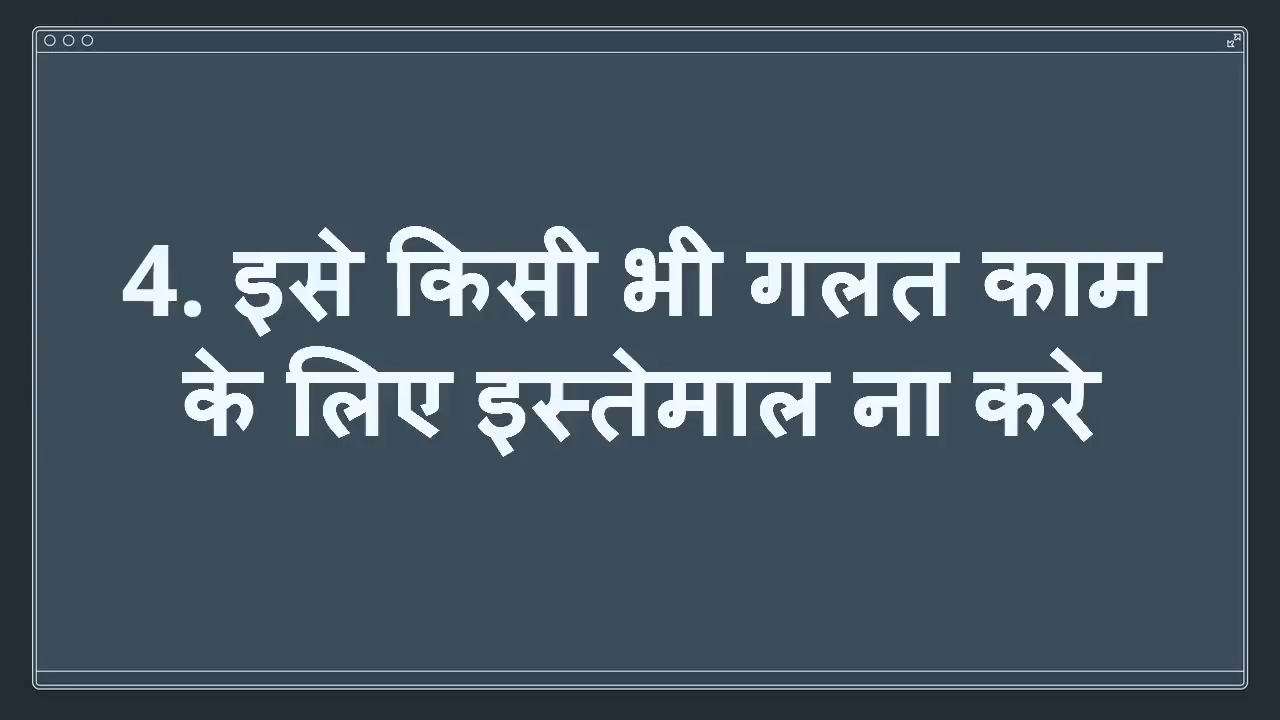 4. इसे किसी भी गलत काम
के लिए इस्तेमाल ना करे